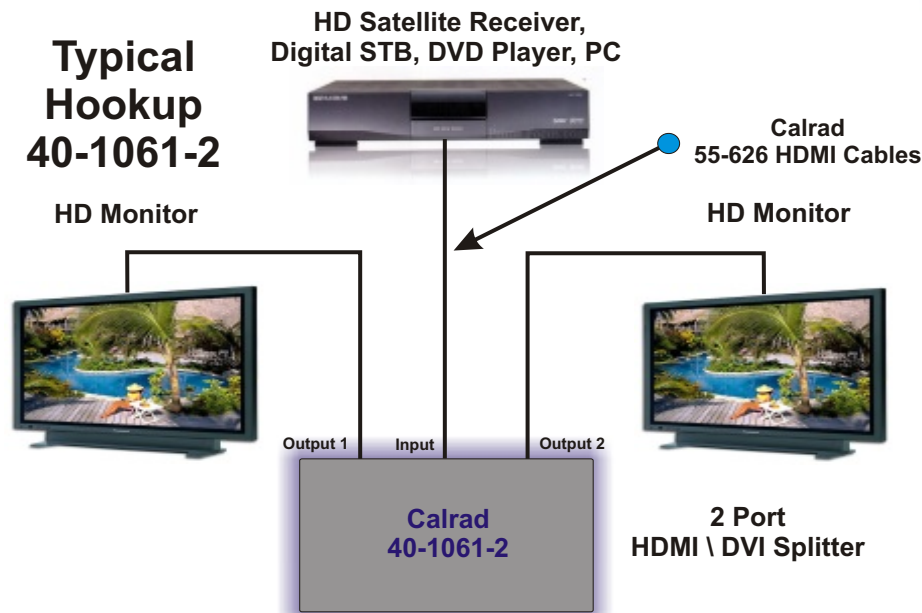 Typical
Hookup
40-1061-2
HD Satellite Receiver,
Digital STB, DVD Player, PC
Calrad
55-626 HDMI Cables
HD Monitor
HD Monitor
Output 1
Input
Output 2
Calrad
40-1061-2
2 Port
HDMI \ DVI Splitter